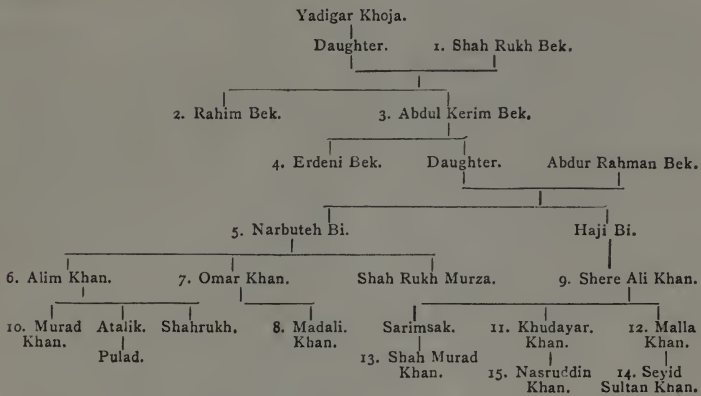 Yadigar Khoja.
Daughter. 1. Shah Rukh Bek.
2. Rahim Bek. 3. Abdul Kerim Bek.
4. Erdeni Bek. Daughter. Abdur Rahman Bek.
5. Narbuteh Bi. Haji Bi.
6. Alim Khan. 7. Omar Khan. Shah Rukh Murza. 9. Shere Ali Khan.
10. Murad Atalik. Shahrukh. 8. Madali. Sarimsak. 11. Khudayar. 12. Malla
Khan. Pulad. Khan. 13. Shah Murad Khan. Khan.
Khan. 15. Nasruddin 14. Seyid
Khan. Sultan Khan.